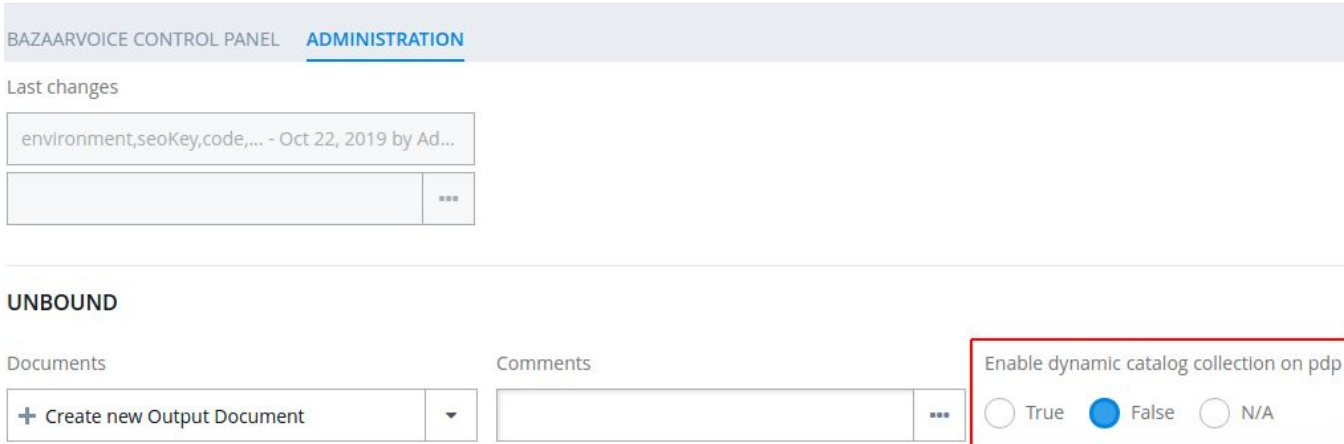 BAZAARVOICE CONTROL PANEL ADMINISTRATION
Last changes
environment,seoKey,code,... - Oct 22, 2019 by Ad...
UNBOUND
Documents Comments Enable dynamic catalog collection on pdp
Create new Output Document True False N/A